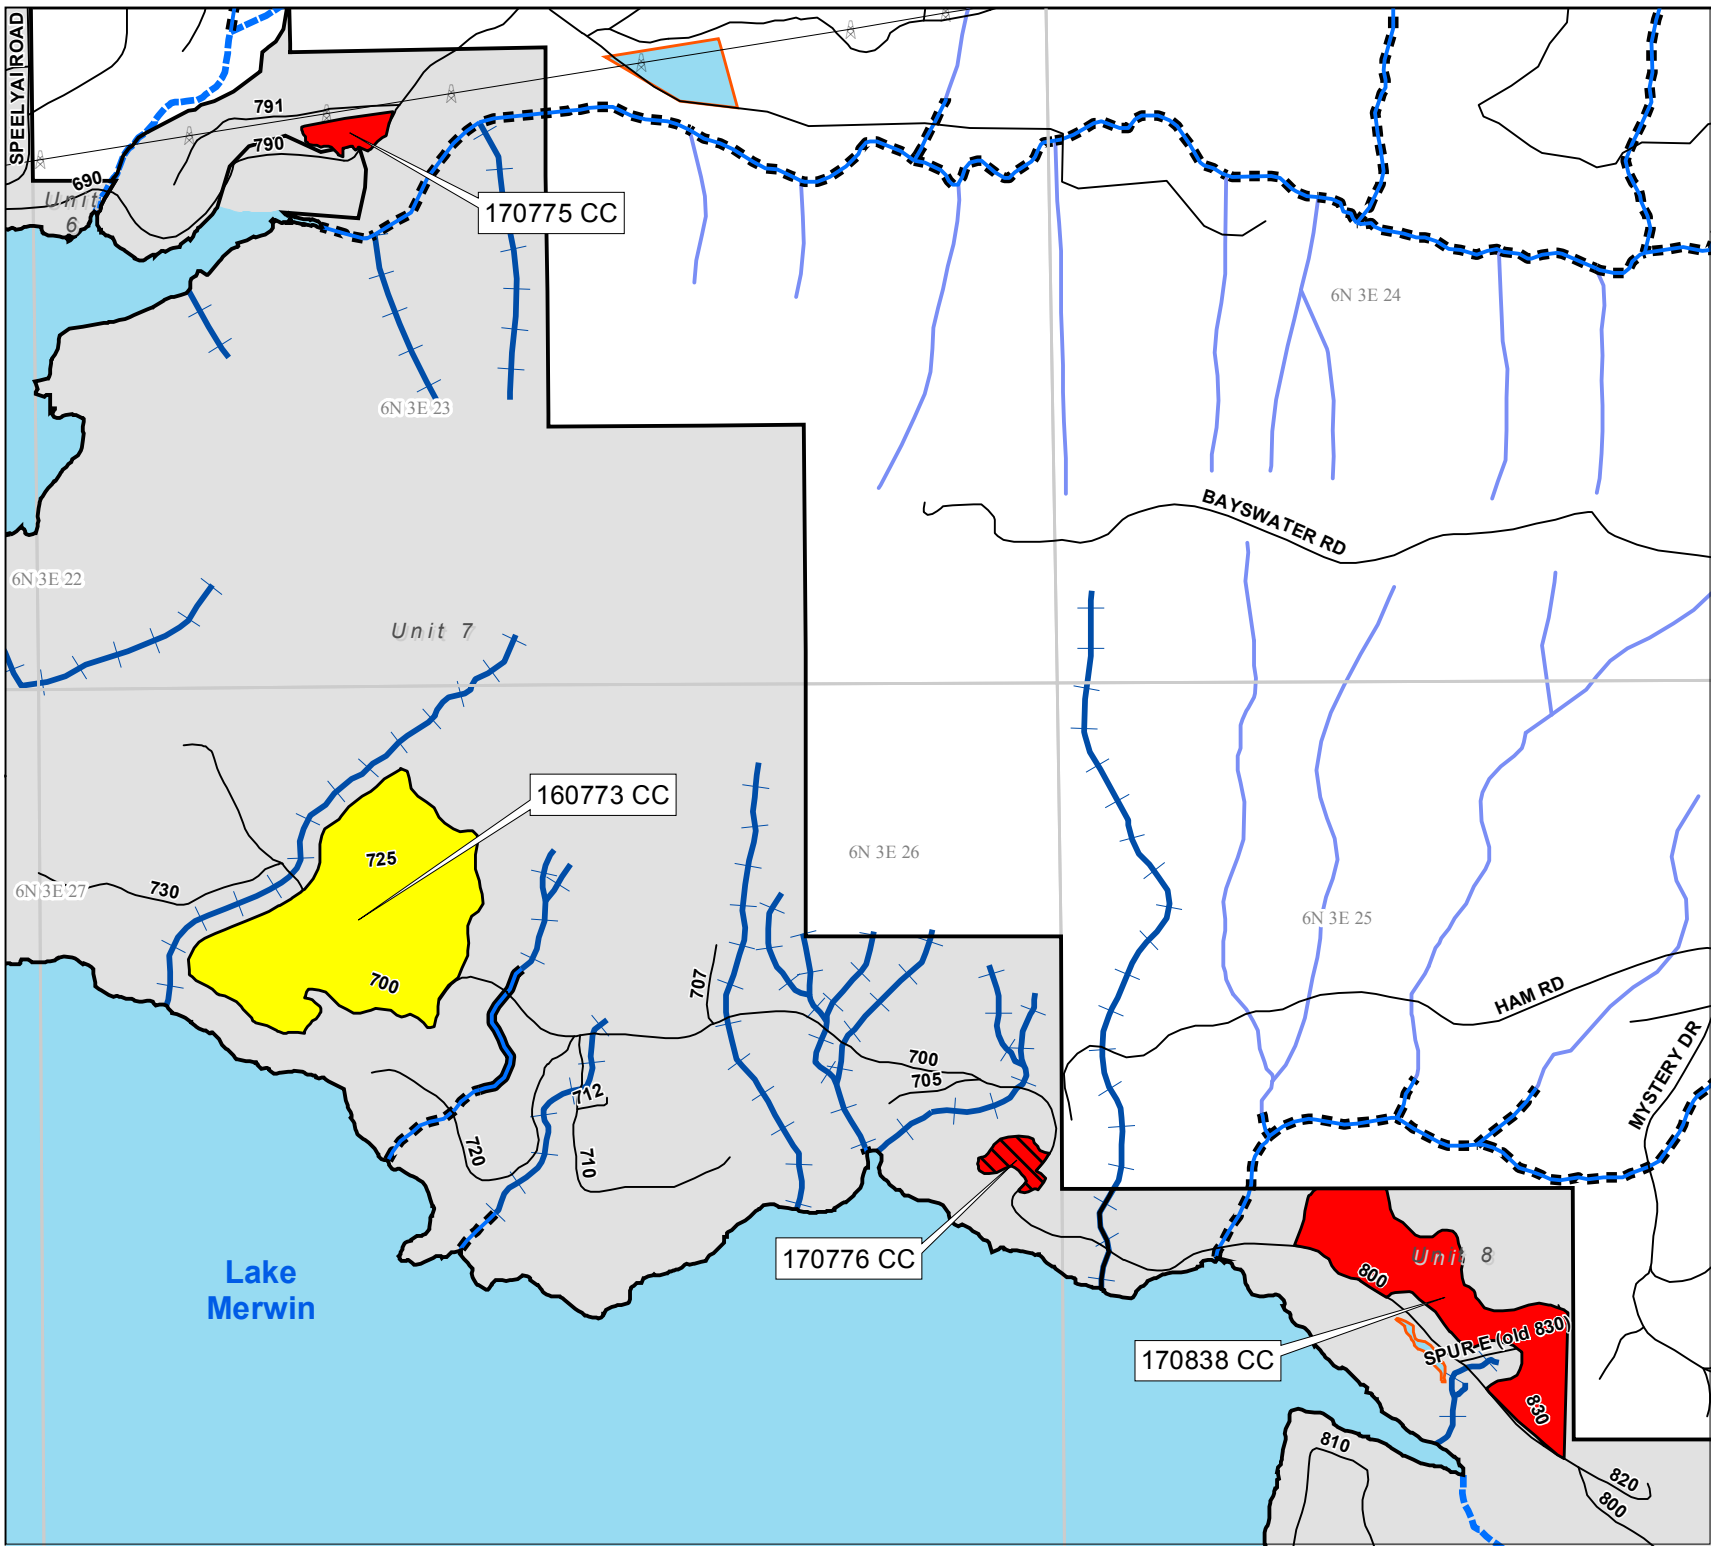 SPEELYAI ROAD
791
790
690
Unit
6
170775 CC
6N 3E 24
6N 3E 23
BAYSWATER RD
6N 3E 22
Unit 7
160773 CC
725
6N 3E 26
730
6N 3E 27
6N 3E 25
700
707
HAM RD
MYSTERY DR
700
705
712
720
710
170776 CC
Unit 8
Lake
Merwin
800
SPUR E (old 830)
170838 CC
830
810
820
800